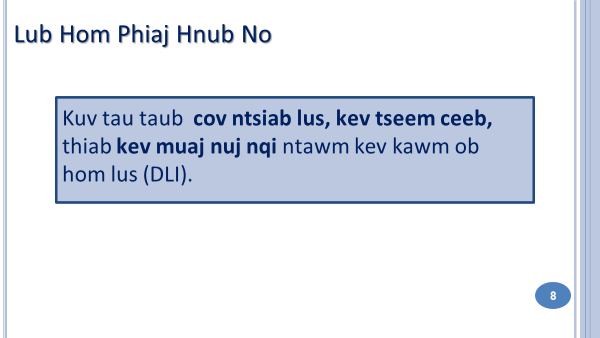 Lub Hom Phiaj Hnub No
Kuv tau taub cov ntsiab lus, kev tseem ceeb,
thiab kev muaj nuj nqi ntawm kev kawm ob
hom lus (DLI).
8